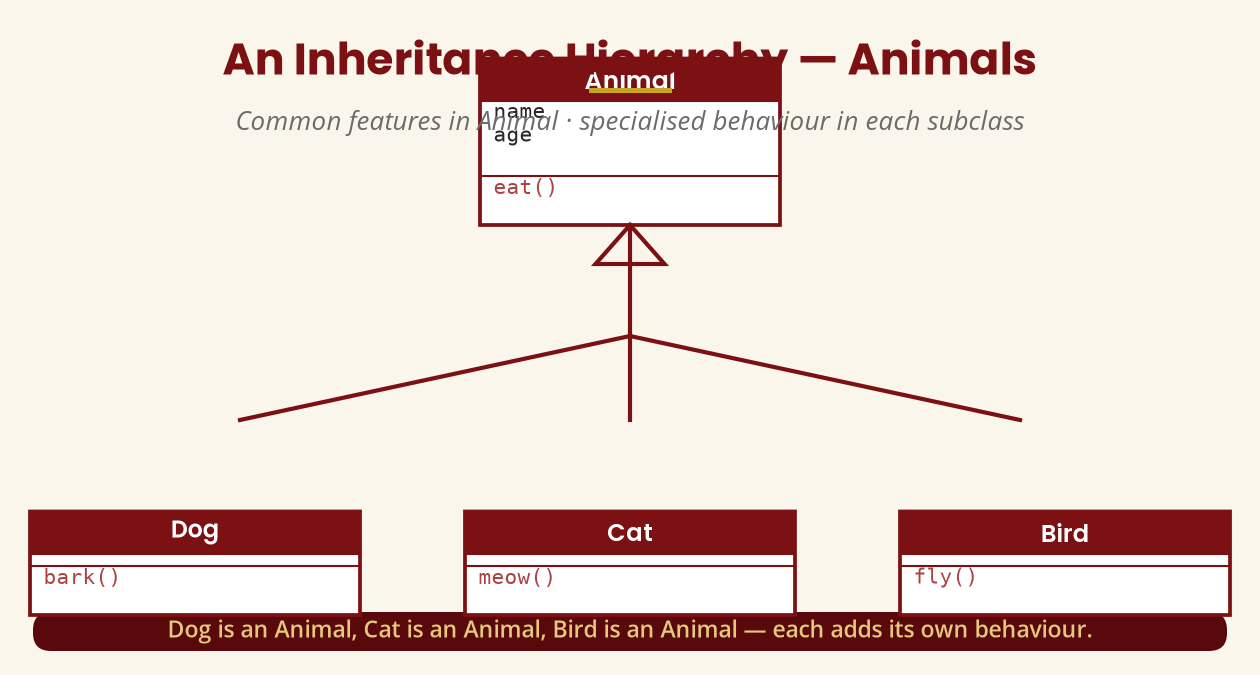 An Inheritance Hierarchy — Animals
Animal
name
Common features in Animal · specialised behaviour in each subclass
age
eat()
Dog
Cat
Bird
bark()
meow()
fly()
Dog is an Animal, Cat is an Animal, Bird is an Animal — each adds its own behaviour.